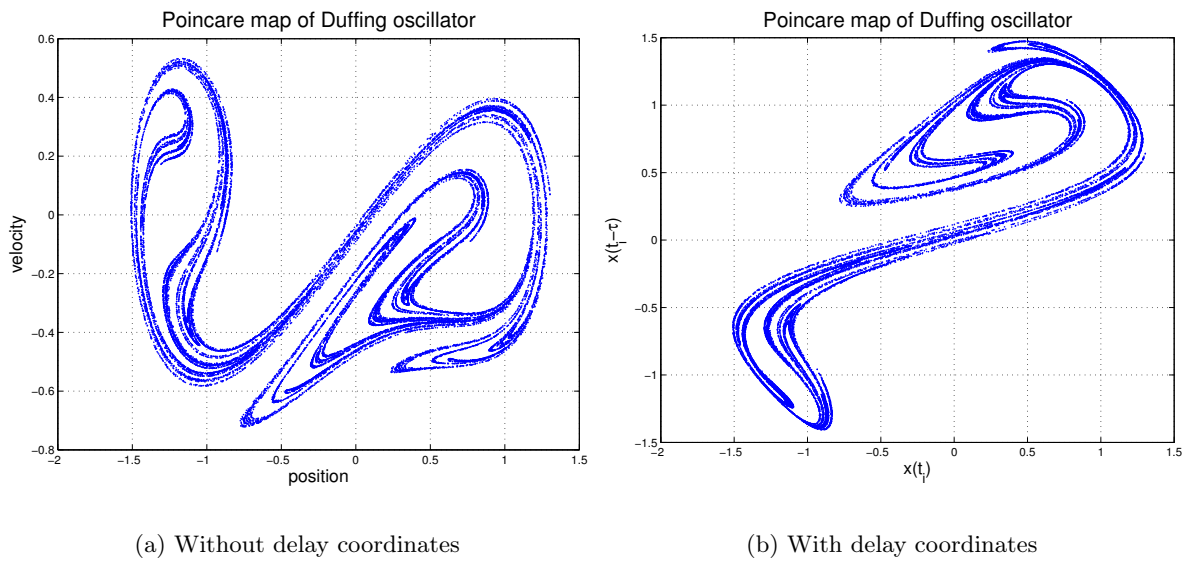 Poincare map of Duffing oscillator
0.6
0.4
0.2
0
−0.2
−0.4
−0.6
−0.8
velocity
−2 −1.5 −1 −0.5 0 0.5 1 1.5
position
(a) Without delay coordinates
Poincare map of Duffing oscillator
1.5
1
0.5
0
−0.5
−1
−1.5
x(t_i−τ)
−2 −1.5 −1 −0.5 0 0.5 1 1.5
x(t_i)
(b) With delay coordinates